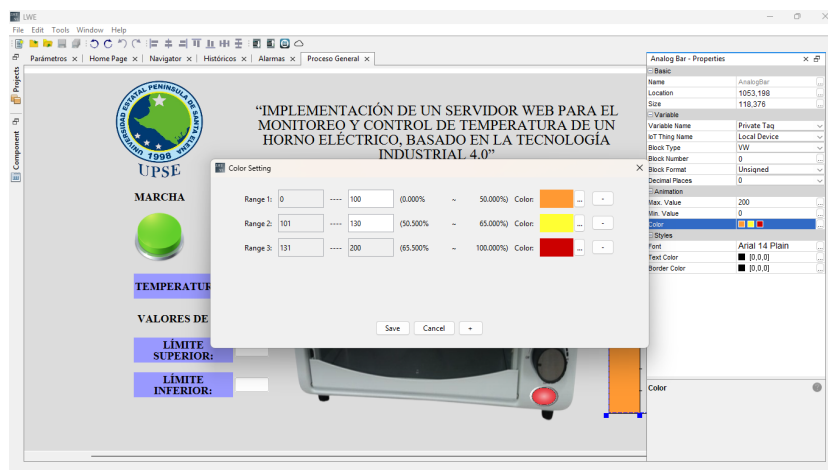 LWE
File Edit Tools Window Help
Parámetros × Home Page × Navigator × Históricos × Alarmas × Proceso General ×
Projects
Component
UNIVERSIDAD ESTATAL PENINSULA DE SANTA ELENA
1998
UPSE
“IMPLEMENTACIÓN DE UN SERVIDOR WEB PARA EL
MONITOREO Y CONTROL DE TEMPERATURA DE UN
HORNO ELÉCTRICO, BASADO EN LA TECNOLOGÍA
INDUSTRIAL 4.0”
MARCHA
TEMPERATUR
VALORES DE
LÍMITE
SUPERIOR:
LÍMITE
INFERIOR:
Color Setting
Range 1: 0 ---- 100 (0.000% ~ 50.000%) Color: ... -
Range 2: 101 ---- 130 (50.500% ~ 65.000%) Color: ... -
Range 3: 131 ---- 200 (65.500% ~ 100.000%) Color: ... -
Save Cancel +
Analog Bar - Properties
Basic
Name AnalogBar
Location 1053,198
Size 118,376
Variable
Variable Name Private Tag
IoT Thing Name Local Device
Block Type VW
Block Number 0
Block Format Unsigned
Decimal Places 0
Animation
Max. Value 200
Min. Value 0
Color
Styles
Font Arial 14 Plain
Text Color [0,0,0]
Border Color [0,0,0]
Color